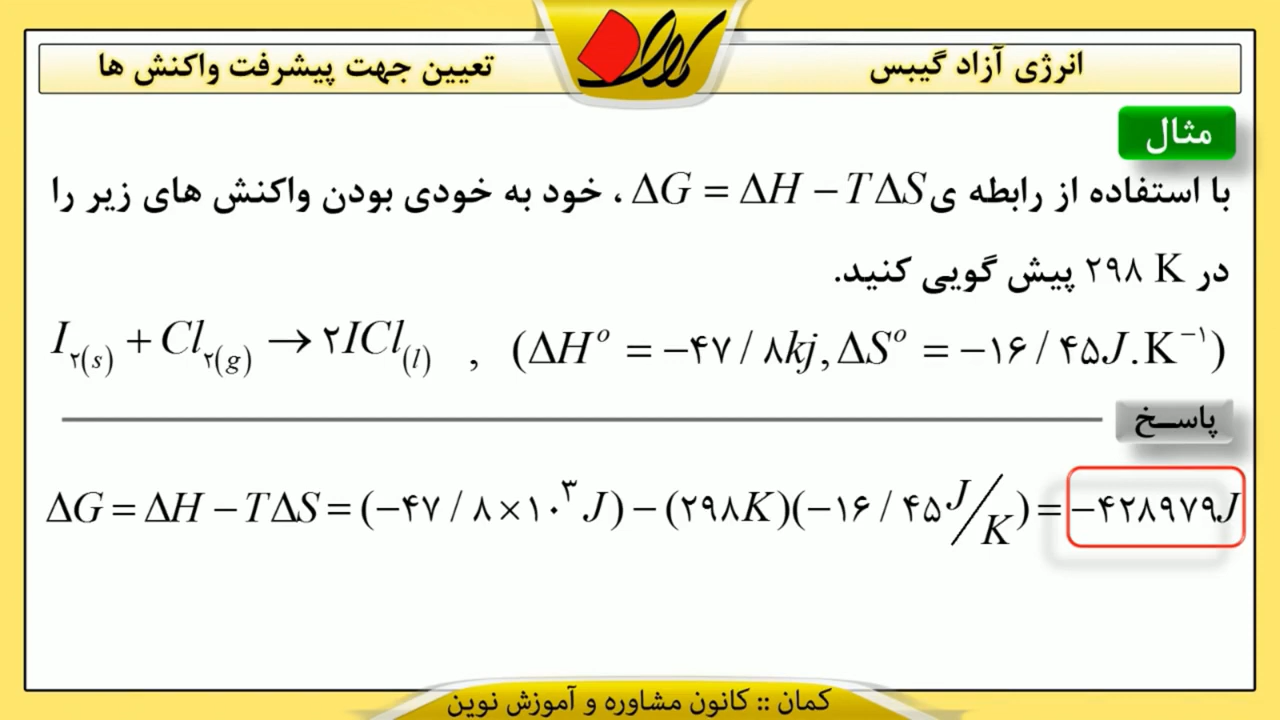 انرژی آزاد گیبس
تعیین جهت پیشرفت واکنش ها
کمان
مثال
با استفاده از رابطه ی ΔG = ΔH − TΔS ، خود به خودی بودن واکنش های زیر را
در ۲۹۸ K پیش گویی کنید.
I۲(s) + Cl۲(g) → ۲ICl(l) , (ΔH° = −۴۷ / ۸kj, ΔS° = −۱۶ / ۴۵J.K⁻¹)
پاسخ
ΔG = ΔH − TΔS = (−۴۷ / ۸ × ۱۰³ J) − (۲۹۸K)(−۱۶ / ۴۵ J/K) = −۴۲۸۹۷۹J
کمان :: کانون مشاوره و آموزش نوین